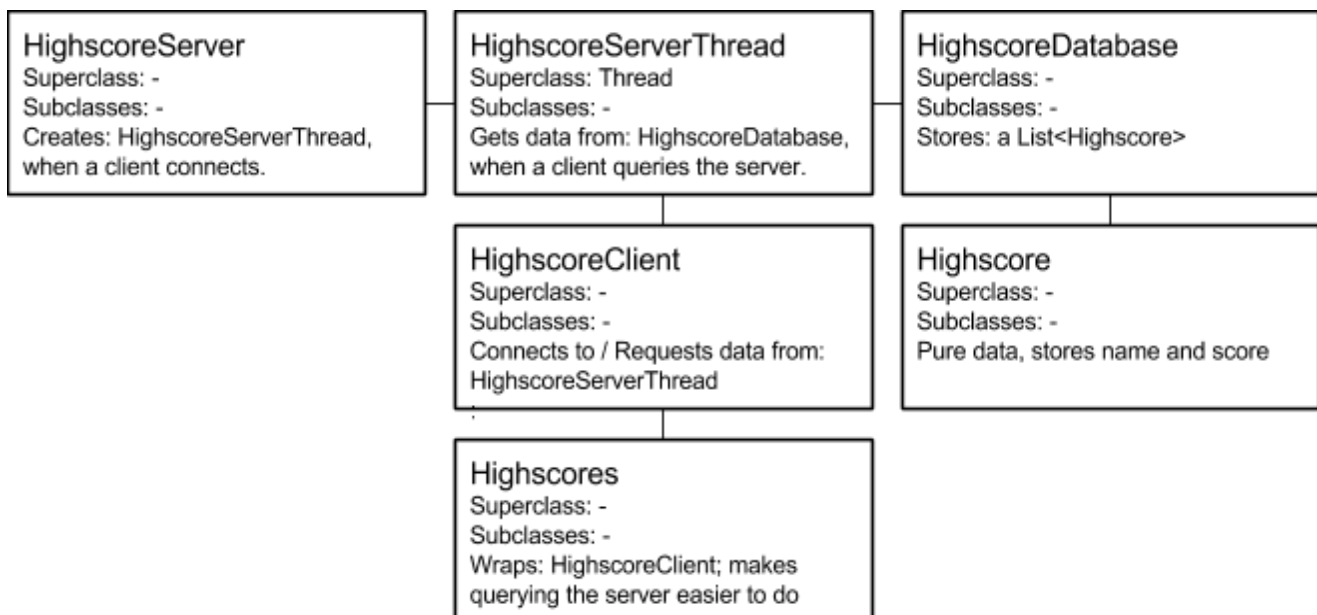 HighscoreServer
Superclass: -
Subclasses: -
Creates: HighscoreServerThread,
when a client connects.
HighscoreServerThread
Superclass: Thread
Subclasses: -
Gets data from: HighscoreDatabase,
when a client queries the server.
HighscoreDatabase
Superclass: -
Subclasses: -
Stores: a List<Highscore>
HighscoreClient
Superclass: -
Subclasses: -
Connects to / Requests data from:
HighscoreServerThread
:
Highscore
Superclass: -
Subclasses: -
Pure data, stores name and score
Highscores
Superclass: -
Subclasses: -
Wraps: HighscoreClient; makes
querying the server easier to do